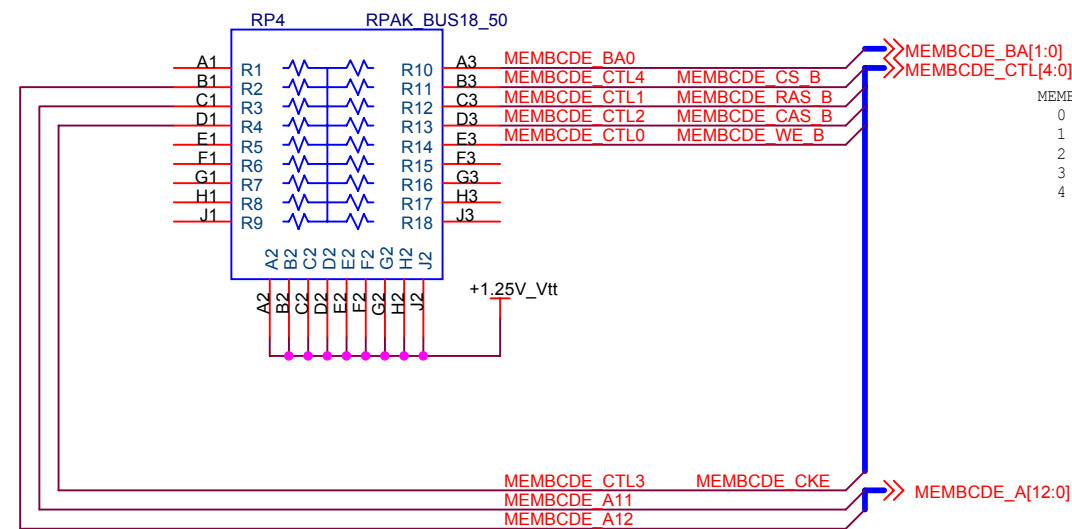 RP4 RPAK_BUS18_50
A1 R1 R10 A3 MEMBCDE_BA0 MEMBCDE_BA[1:0]
B1 R2 R11 B3 MEMBCDE_CTL4 MEMBCDE_CS_B MEMBCDE_CTL[4:0]
C1 R3 R12 C3 MEMBCDE_CTL1 MEMBCDE_RAS_B MEME
D1 R4 R13 D3 MEMBCDE_CTL2 MEMBCDE_CAS_B 0
E1 R5 R14 E3 MEMBCDE_CTL0 MEMBCDE_WE_B 1
F1 R6 R15 F3 2
G1 R7 R16 G3 3
H1 R8 R17 H3 4
J1 R9 R18 J3
A2 B2 C2 D2 E2 F2 G2 H2 J2
A2 B2 C2 D2 E2 F2 G2 H2 J2
+1.25V_Vtt
MEMBCDE_CTL3 MEMBCDE_CKE MEMBCDE_A[12:0]
MEMBCDE_A11
MEMBCDE_A12